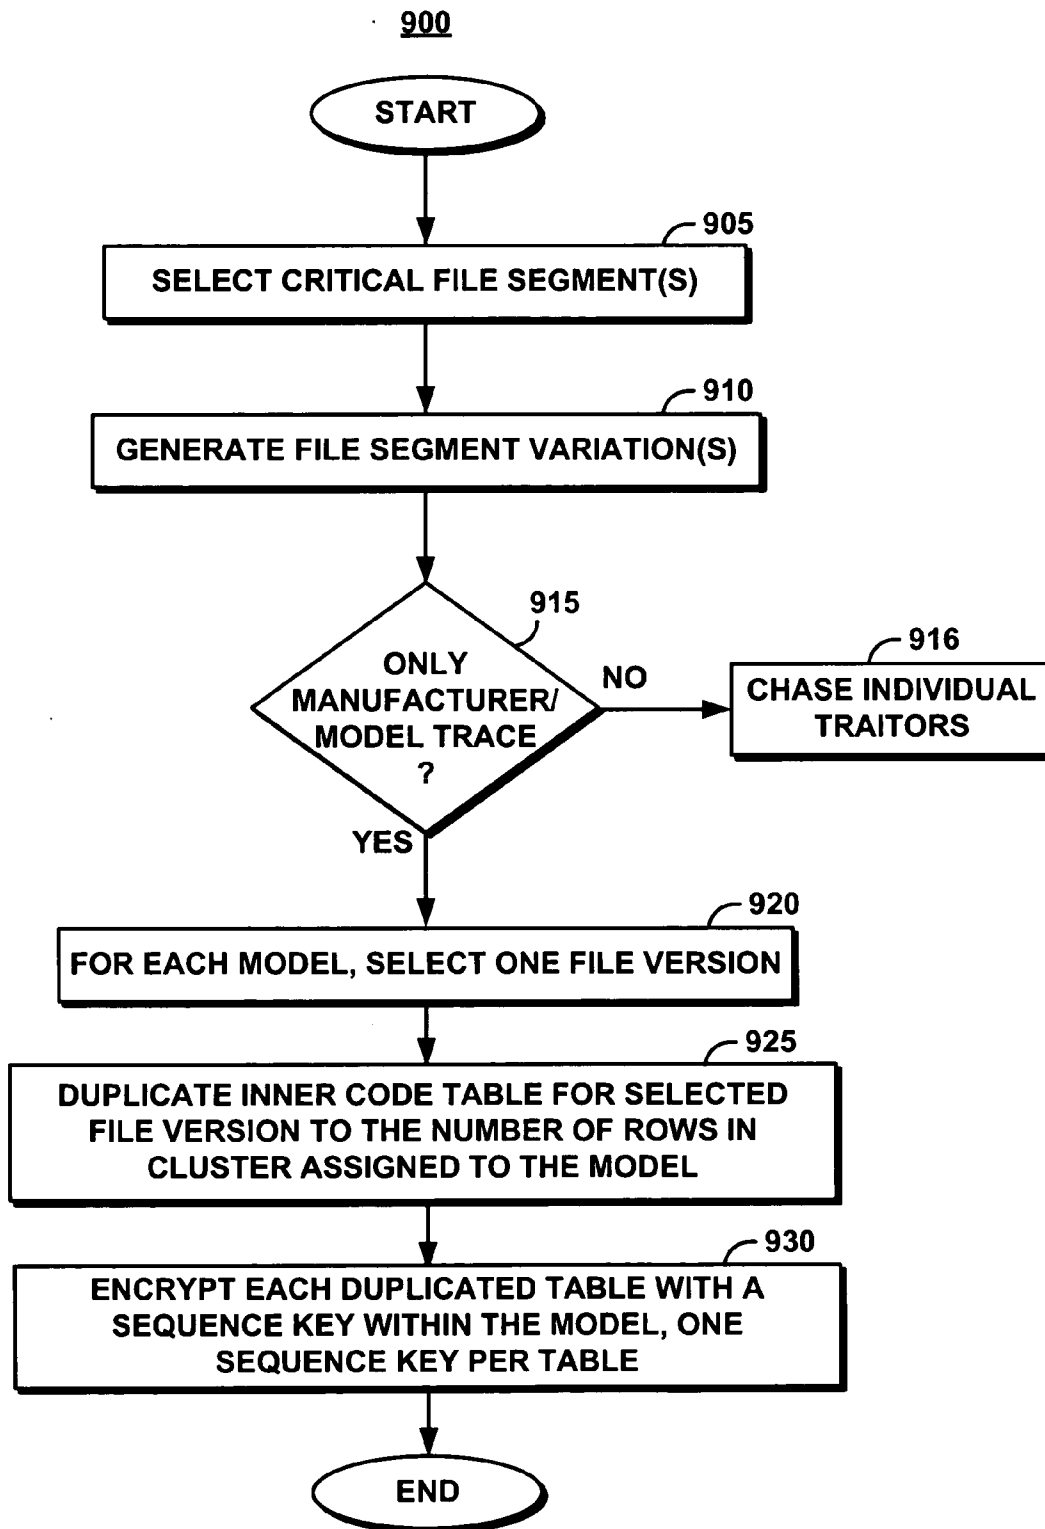 900
START
905
SELECT CRITICAL FILE SEGMENT(S)
910
GENERATE FILE SEGMENT VARIATION(S)
915
ONLY
MANUFACTURER/
MODEL TRACE
?
NO
916
CHASE INDIVIDUAL
TRAITORS
YES
920
FOR EACH MODEL, SELECT ONE FILE VERSION
925
DUPLICATE INNER CODE TABLE FOR SELECTED
FILE VERSION TO THE NUMBER OF ROWS IN
CLUSTER ASSIGNED TO THE MODEL
930
ENCRYPT EACH DUPLICATED TABLE WITH A
SEQUENCE KEY WITHIN THE MODEL, ONE
SEQUENCE KEY PER TABLE
END